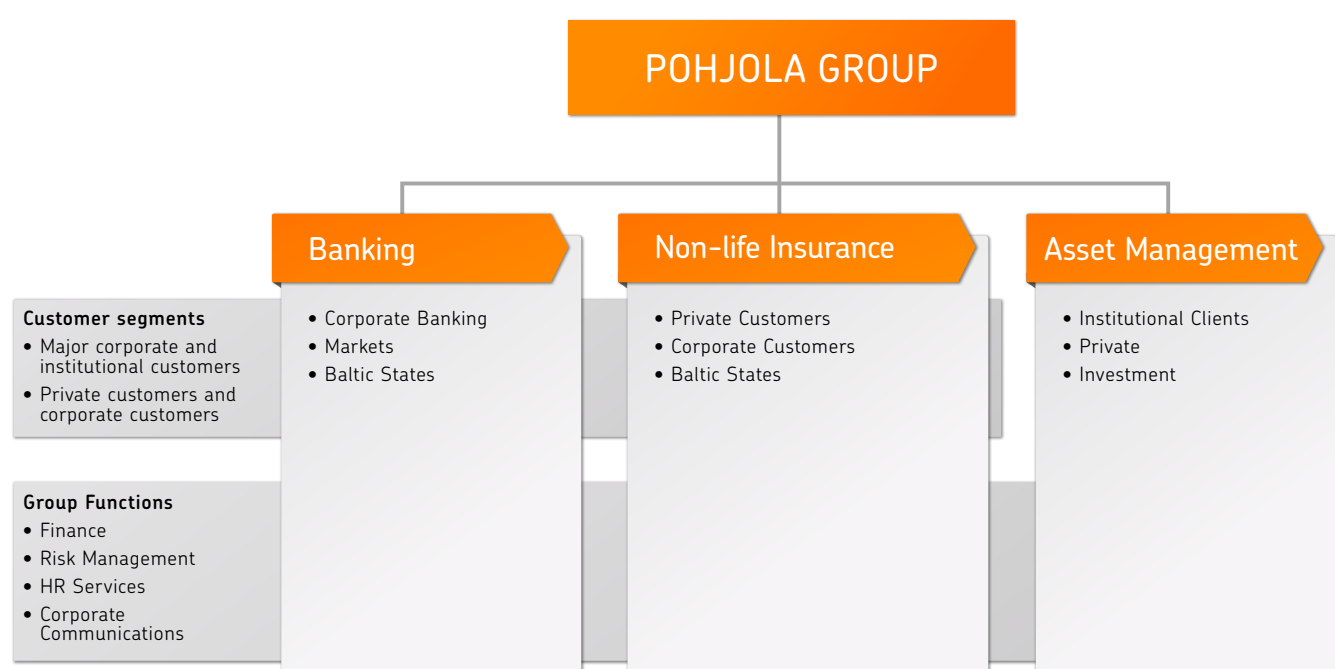 POHJOLA GROUP
Banking
Non-life Insurance
Asset Management
Customer segments
• Major corporate and
institutional customers
• Private customers and
corporate customers
• Corporate Banking
• Markets
• Baltic States
• Private Customers
• Corporate Customers
• Baltic States
• Institutional Clients
• Private
• Investment
Group Functions
• Finance
• Risk Management
• HR Services
• Corporate
Communications